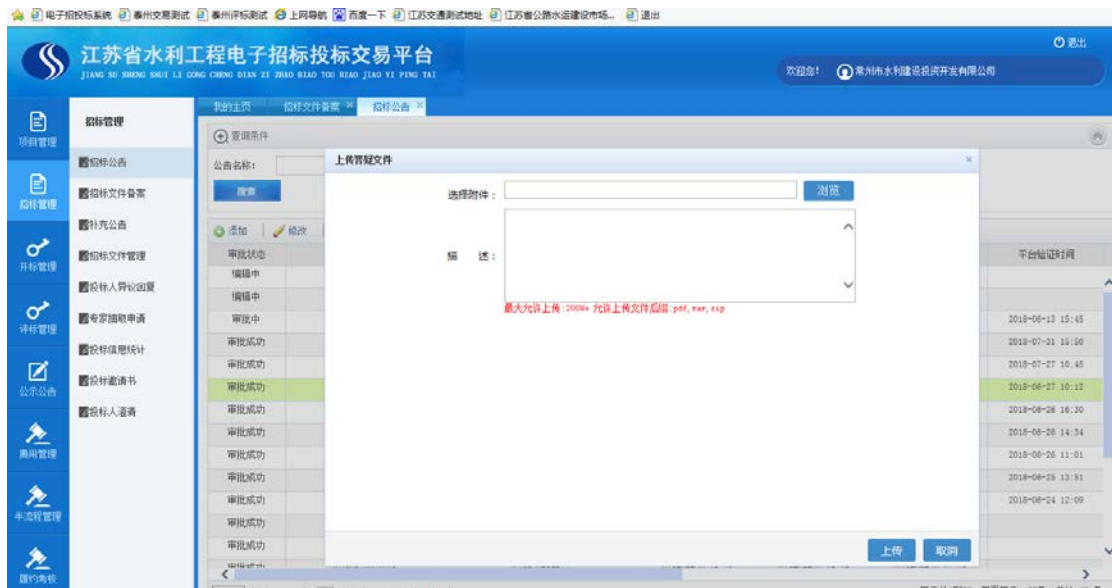 电子招投标系统 泰州交易测试 泰州评标测试 上网导航 百度一下 江苏交通测试地址 江苏省公路水运建设市场... 退出
江苏省水利工程电子招标投标交易平台
JIANG SU SHENG SHUI LI GONG CHENG DIAN ZI ZHAO BIAO TOU BIAO JIAO YI PING TAI
退出
欢迎您! 常州市水利建设投资开发有限公司
我的主页 招标文件备案 × 招标公告 ×
项目管理
招标管理
开标管理
评标管理
公示公告
费用管理
半流程管理
履约考核
招标管理
招标公告
招标文件备案
补充公告
招标文件管理
投标人异议回复
专家抽取申请
投标信息统计
投标邀请书
投标人澄清
查询条件
公告名称:
搜索
添加 修改
审批状态
编辑中
编辑中
审批中
审批成功
审批成功
审批成功
审批成功
审批成功
审批成功
审批成功
审批成功
审批成功
审批成功
审批成功
上传答疑文件 ×
选择附件: 浏览
描 述:
最大允许上传:200M* 允许上传文件后缀:pdf,rar,zip
上传 取消
平台验证时间
2018-08-13 15:45
2018-07-31 15:50
2018-07-27 10:45
2018-06-27 10:12
2018-06-26 16:30
2018-06-26 14:34
2018-06-26 11:01
2018-06-25 13:51
2018-06-24 12:09